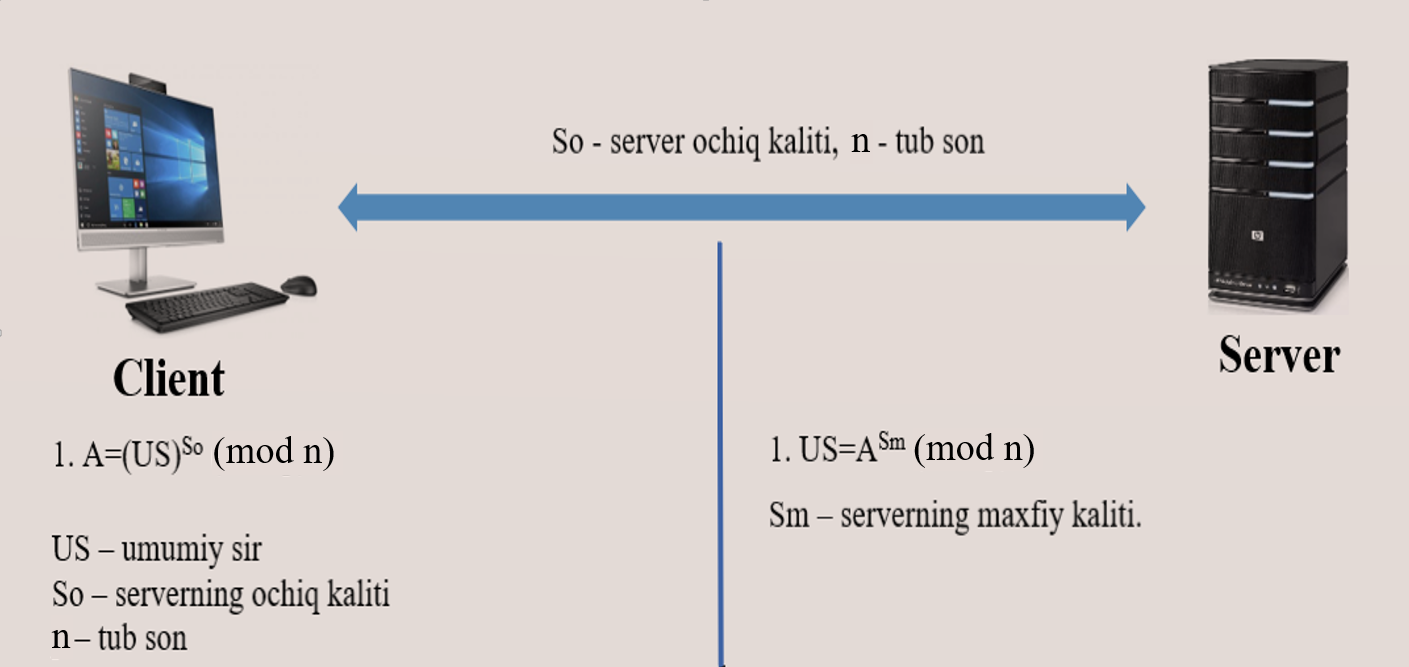 So - server ochiq kaliti, n - tub son
Client
Server
1. A=(US)^So (mod n)
US – umumiy sir
So – serverning ochiq kaliti
n – tub son
1. US=A^Sm (mod n)
Sm – serverning maxfiy kaliti.